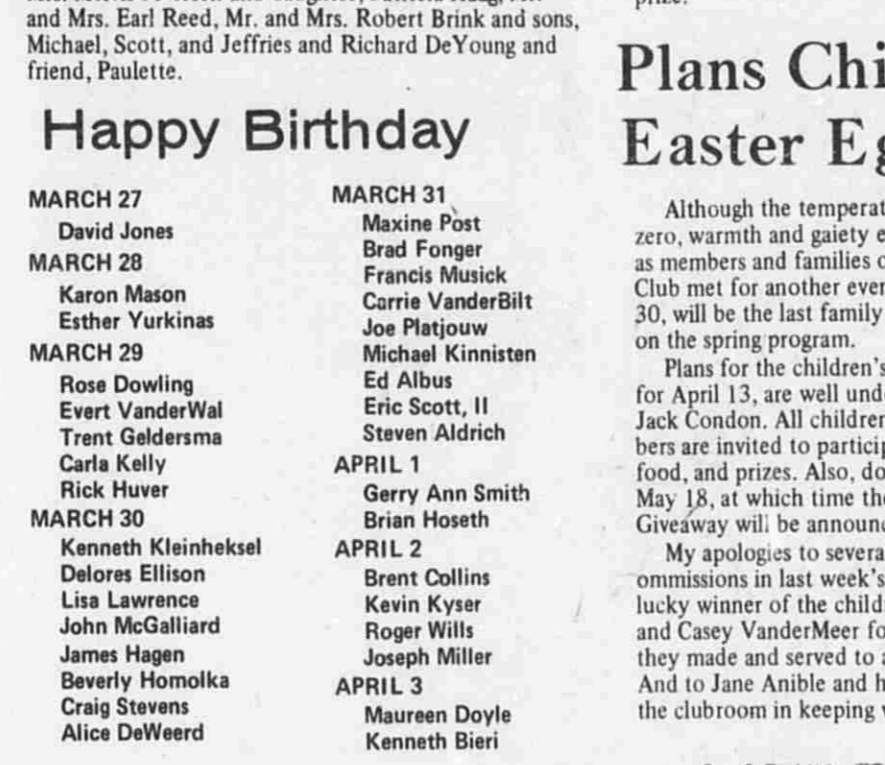 and Mrs. Earl Reed, Mr. and Mrs. Robert Brink and sons,
Michael, Scott, and Jeffries and Richard DeYoung and
friend, Paulette.
Happy Birthday
MARCH 27
David Jones
MARCH 28
Karon Mason
Esther Yurkinas
MARCH 29
Rose Dowling
Evert VanderWal
Trent Geldersma
Carla Kelly
Rick Huver
MARCH 30
Kenneth Kleinheksel
Delores Ellison
Lisa Lawrence
John McGalliard
James Hagen
Beverly Homolka
Craig Stevens
Alice DeWeerd
MARCH 31
Maxine Post
Brad Fonger
Francis Musick
Carrie VanderBilt
Joe Platjouw
Michael Kinnisten
Ed Albus
Eric Scott, II
Steven Aldrich
APRIL 1
Gerry Ann Smith
Brian Hoseth
APRIL 2
Brent Collins
Kevin Kyser
Roger Wills
Joseph Miller
APRIL 3
Maureen Doyle
Kenneth Bieri
prize.
Plans Chi
Easter Eg
Although the temperat
zero, warmth and gaiety e
as members and families o
Club met for another ever
30, will be the last family
on the spring program.
Plans for the children's
for April 13, are well und
Jack Condon. All children
bers are invited to particip
food, and prizes. Also, do
May 18, at which time the
Giveaway will be announc
My apologies to severa
ommissions in last week's
lucky winner of the child
and Casey VanderMeer fo
they made and served to a
And to Jane Anible and h
the clubroom in keeping